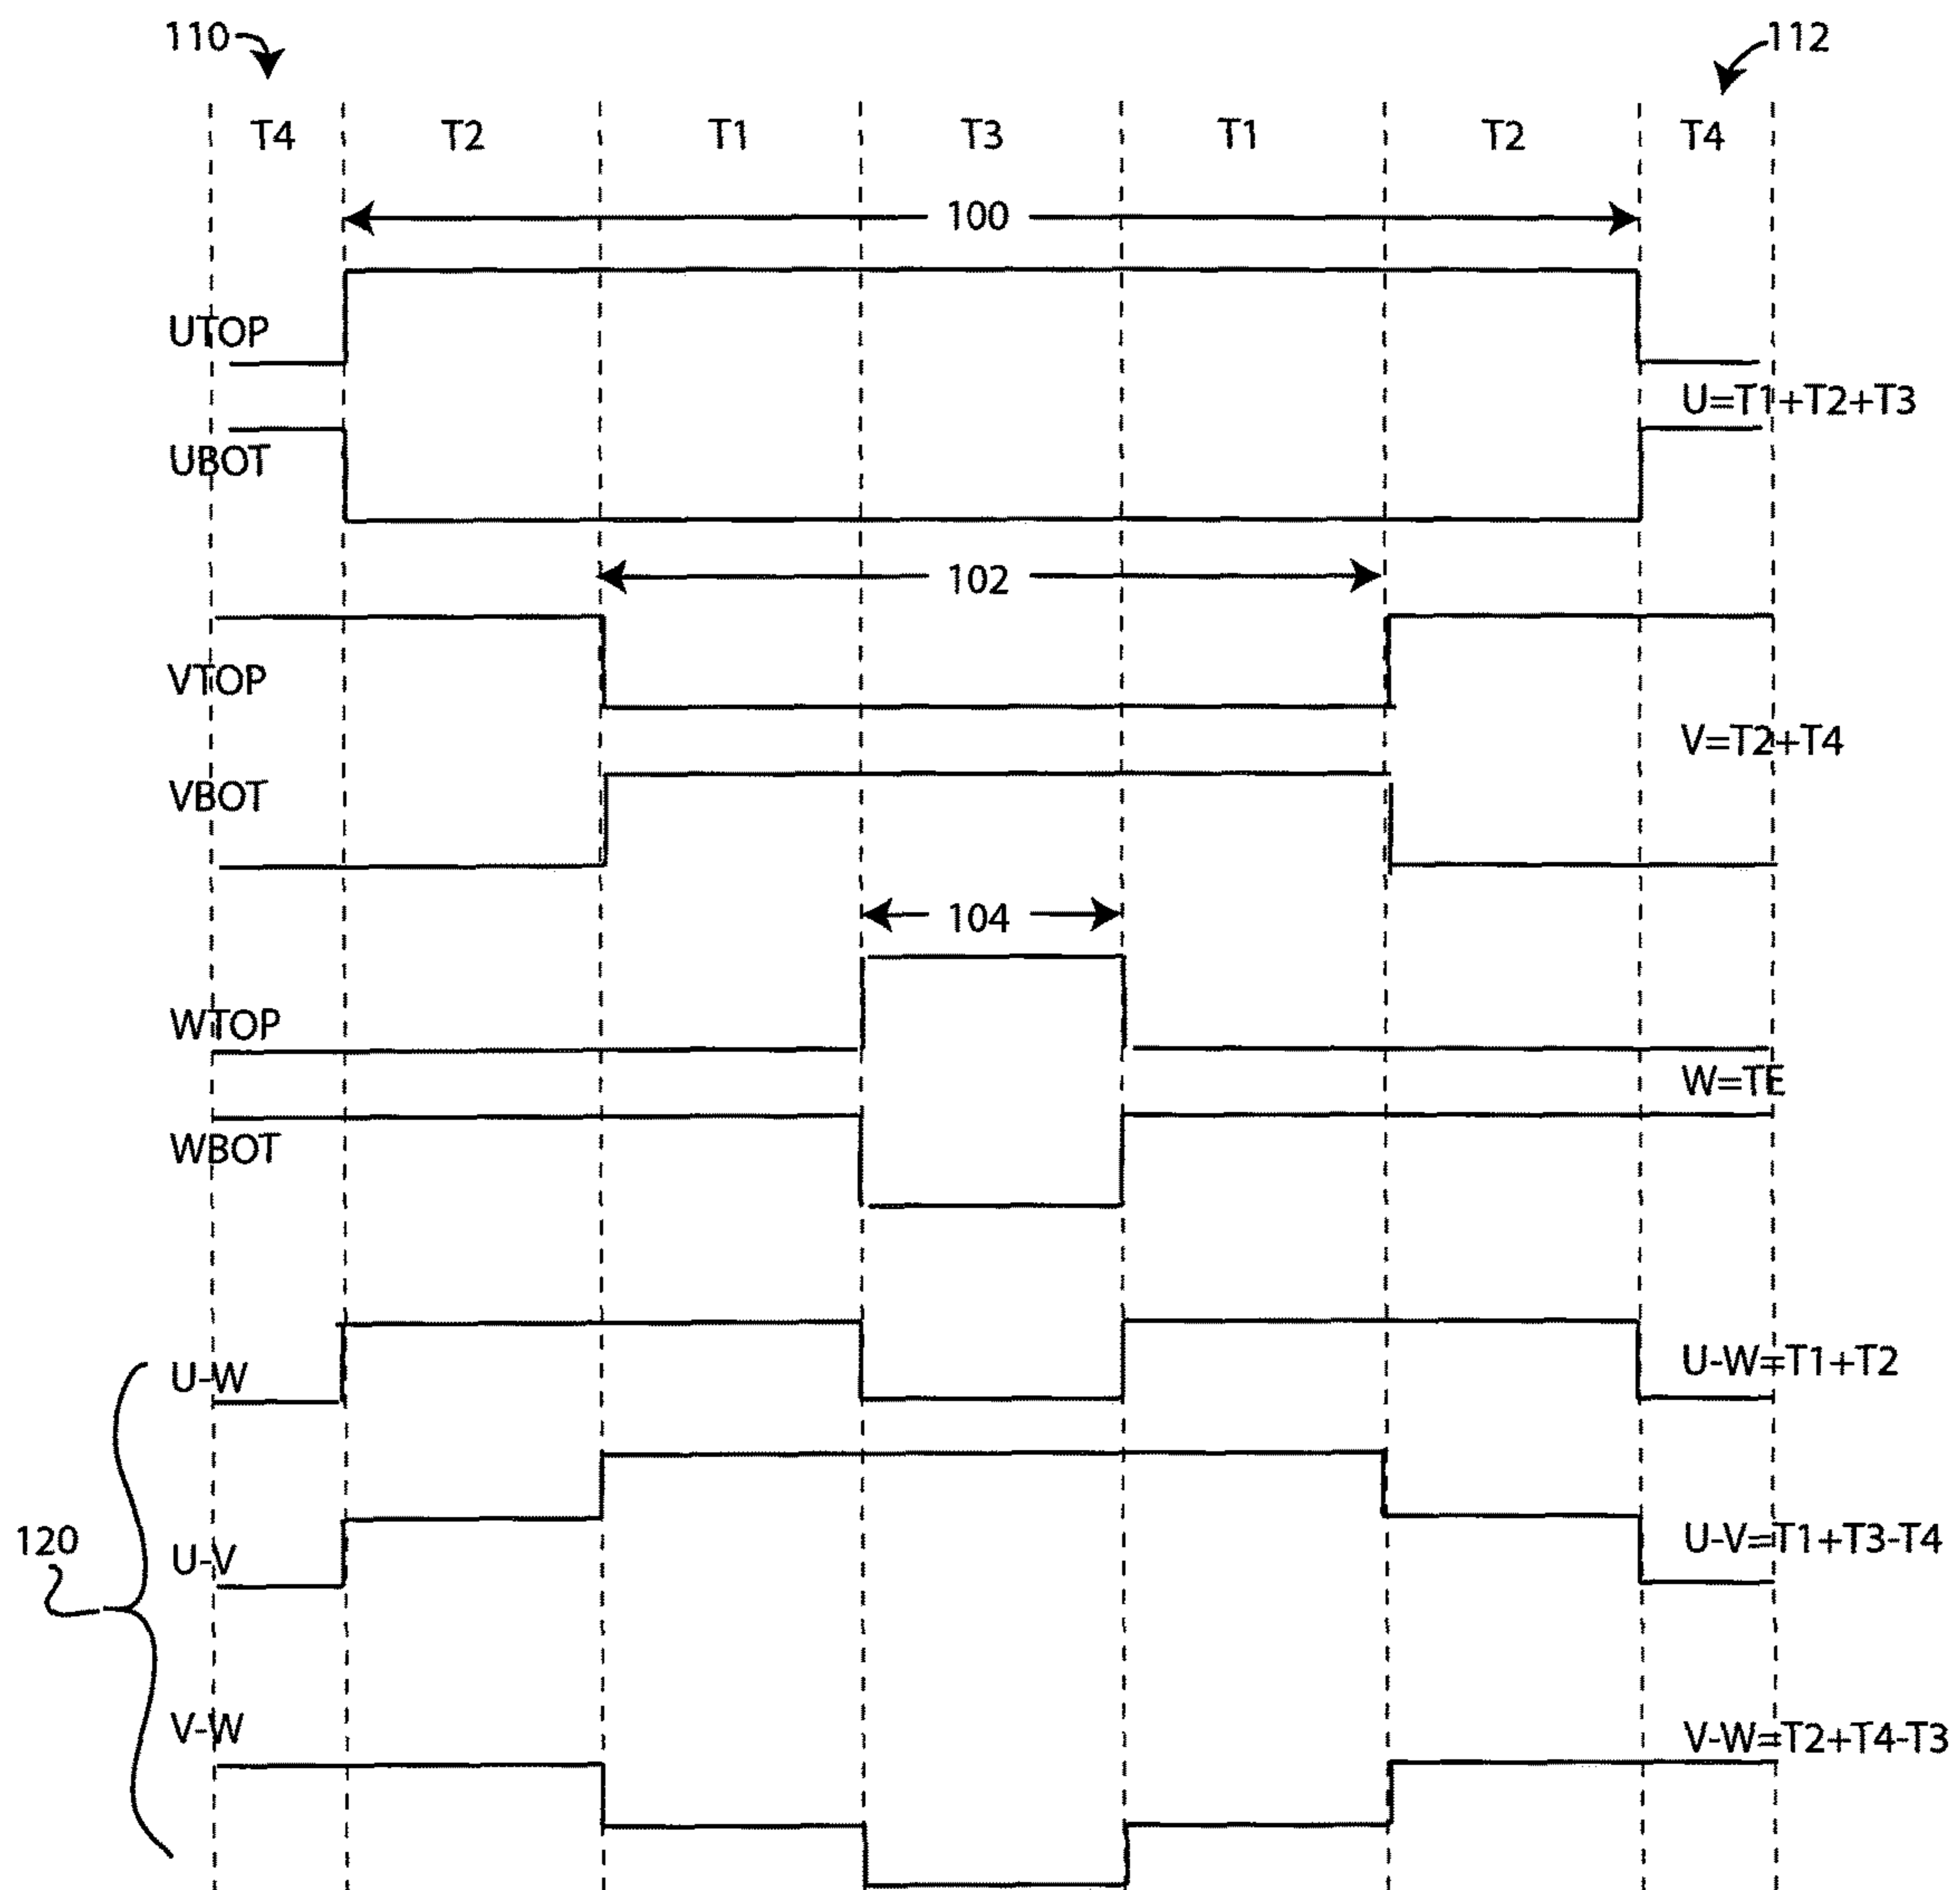 110
112
T4 T2 T1 T3 T1 T2 T4
100
UTOP
U=T1+T2+T3
UBOT
102
VTOP
V=T2+T4
VBOT
104
WTOP
W=TE
WBOT
U-W
U-W=T1+T2
120
U-V
U-V=T1+T3-T4
V-W
V-W=T2+T4-T3